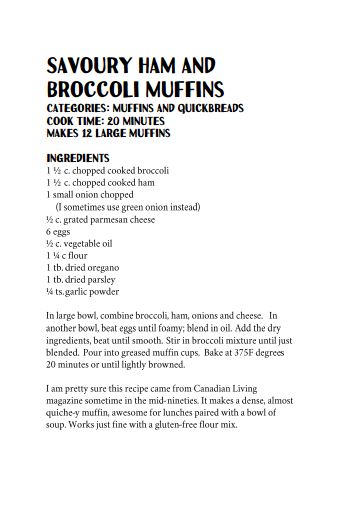 SAVOURY HAM AND
BROCCOLI MUFFINS
CATEGORIES: MUFFINS AND QUICKBREADS
COOK TIME: 20 MINUTES
MAKES 12 LARGE MUFFINS
INGREDIENTS
1 ½ c. chopped cooked broccoli
1 ½ c. chopped cooked ham
1 small onion chopped
(I sometimes use green onion instead)
½ c. grated parmesan cheese
6 eggs
½ c. vegetable oil
1 ¼ c flour
1 tb. dried oregano
1 tb. dried parsley
¼ ts.garlic powder
In large bowl, combine broccoli, ham, onions and cheese. In
another bowl, beat eggs until foamy; blend in oil. Add the dry
ingredients, beat until smooth. Stir in broccoli mixture until just
blended. Pour into greased muffin cups. Bake at 375F degrees
20 minutes or until lightly browned.
I am pretty sure this recipe came from Canadian Living
magazine sometime in the mid-nineties. It makes a dense, almost
quiche-y muffin, awesome for lunches paired with a bowl of
soup. Works just fine with a gluten-free flour mix.